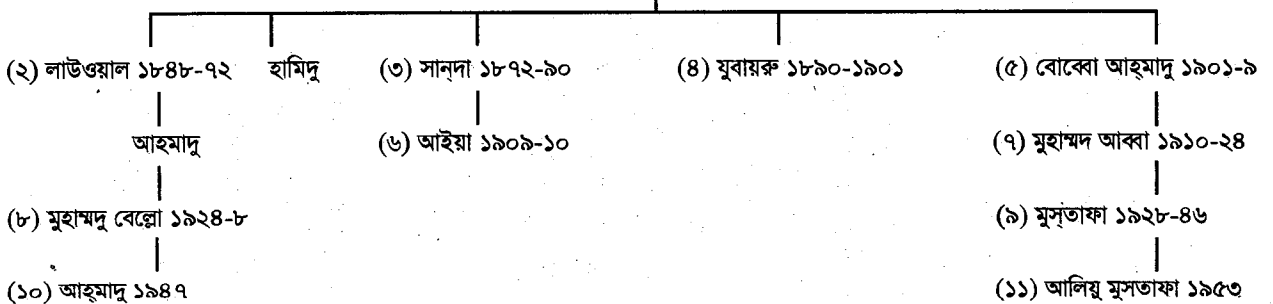 (২) লাউওয়াল ১৮৪৮-৭২ হামিদু (৩) সান্‌দা ১৮৭২-৯০ (৪) যুবায়রু ১৮৯০-১৯০১ (৫) বোব্বো আহ্‌মাদু ১৯০১-৯
আহমাদু (৬) আইয়া ১৯০৯-১০ (৭) মুহাম্মদ আব্বা ১৯১০-২৪
(৮) মুহাম্মদু বেল্লো ১৯২৪-৮ (৯) মুস্‌তাফা ১৯২৮-৪৬
(১০) আহ্‌মাদু ১৯৪৭ (১১) আলিয়ু মুসতাফা ১৯৫৩